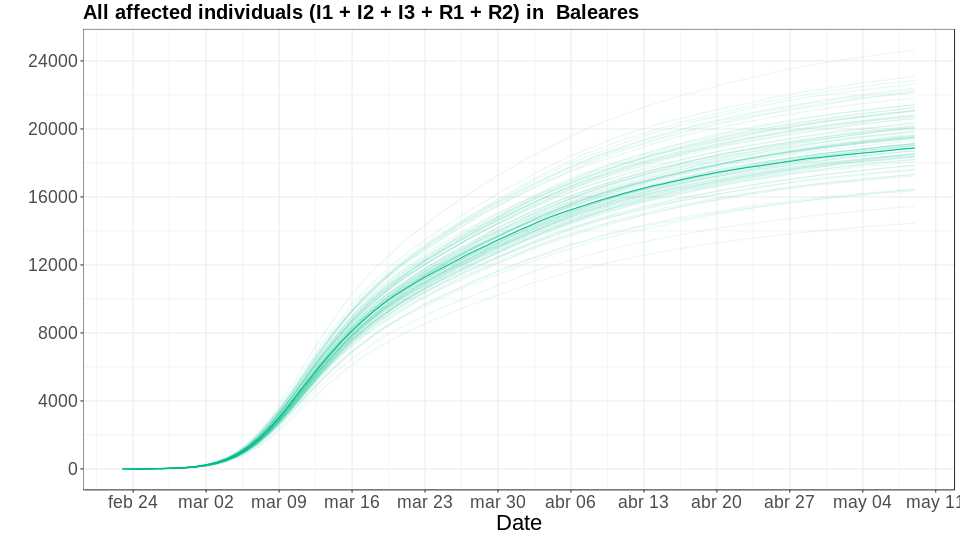 All affected individuals (I1 + I2 + I3 + R1 + R2) in  Baleares
24000
20000
16000
12000
8000
4000
0
feb 24 mar 02 mar 09 mar 16 mar 23 mar 30 abr 06 abr 13 abr 20 abr 27 may 04 may 11
Date